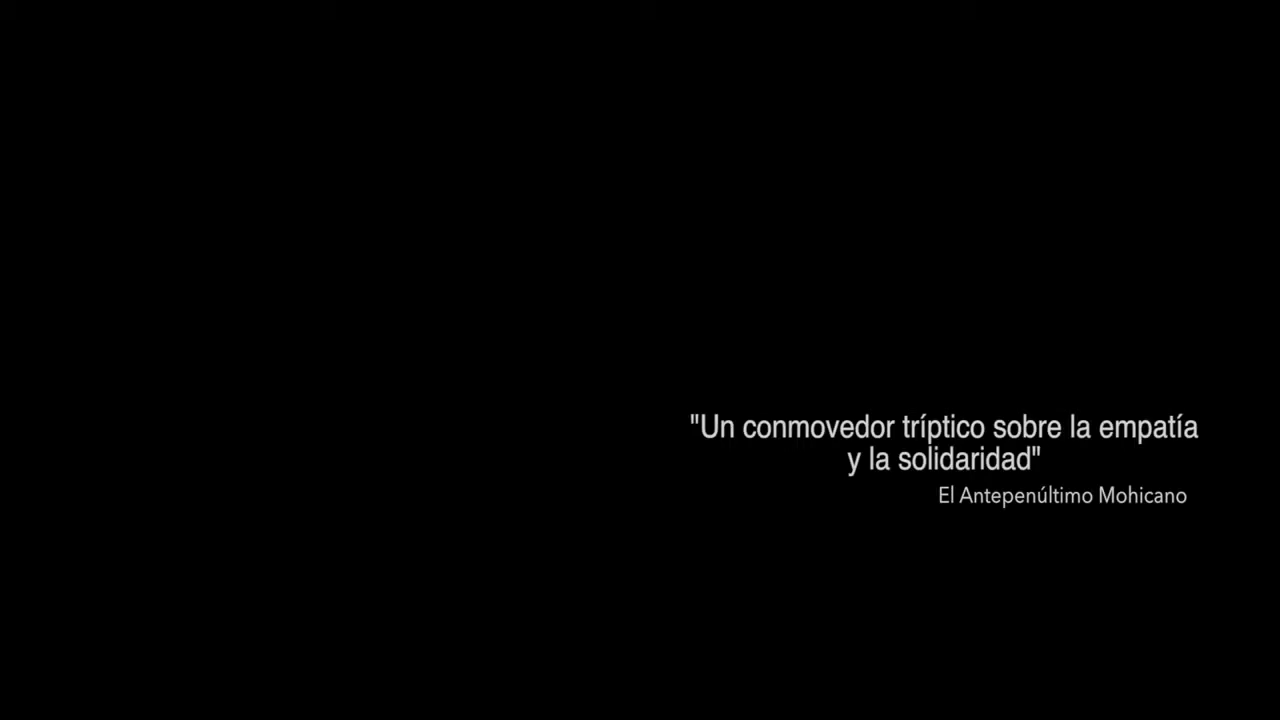 "Un conmovedor tríptico sobre la empatía
y la solidaridad"
El Antepenúltimo Mohicano